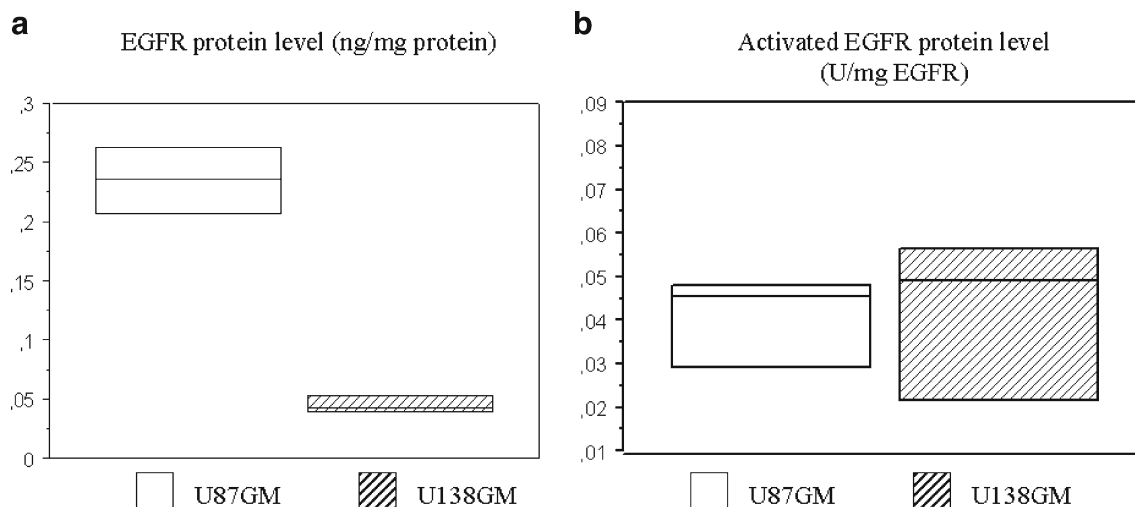 a
EGFR protein level (ng/mg protein)
,3
,25
,2
,15
,1
,05
0
U87GM
U138GM
b
Activated EGFR protein level
(U/mg EGFR)
,09
,08
,07
,06
,05
,04
,03
,02
,01
U87GM
U138GM